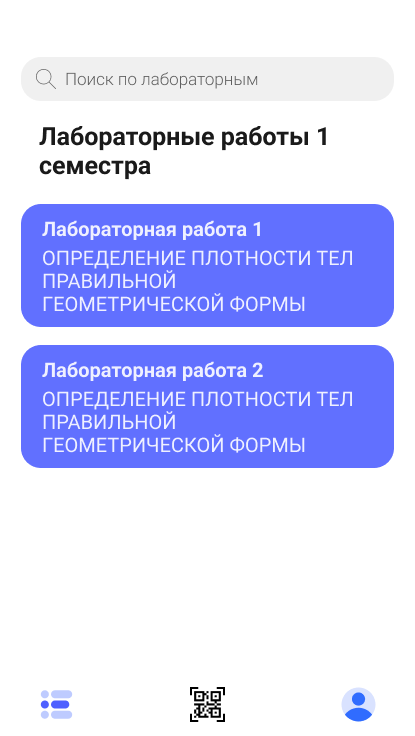 Поиск по лабораторным
Лабораторные работы 1
семестра
Лабораторная работа 1
ОПРЕДЕЛЕНИЕ ПЛОТНОСТИ ТЕЛ
ПРАВИЛЬНОЙ
ГЕОМЕТРИЧЕСКОЙ ФОРМЫ
Лабораторная работа 2
ОПРЕДЕЛЕНИЕ ПЛОТНОСТИ ТЕЛ
ПРАВИЛЬНОЙ
ГЕОМЕТРИЧЕСКОЙ ФОРМЫ